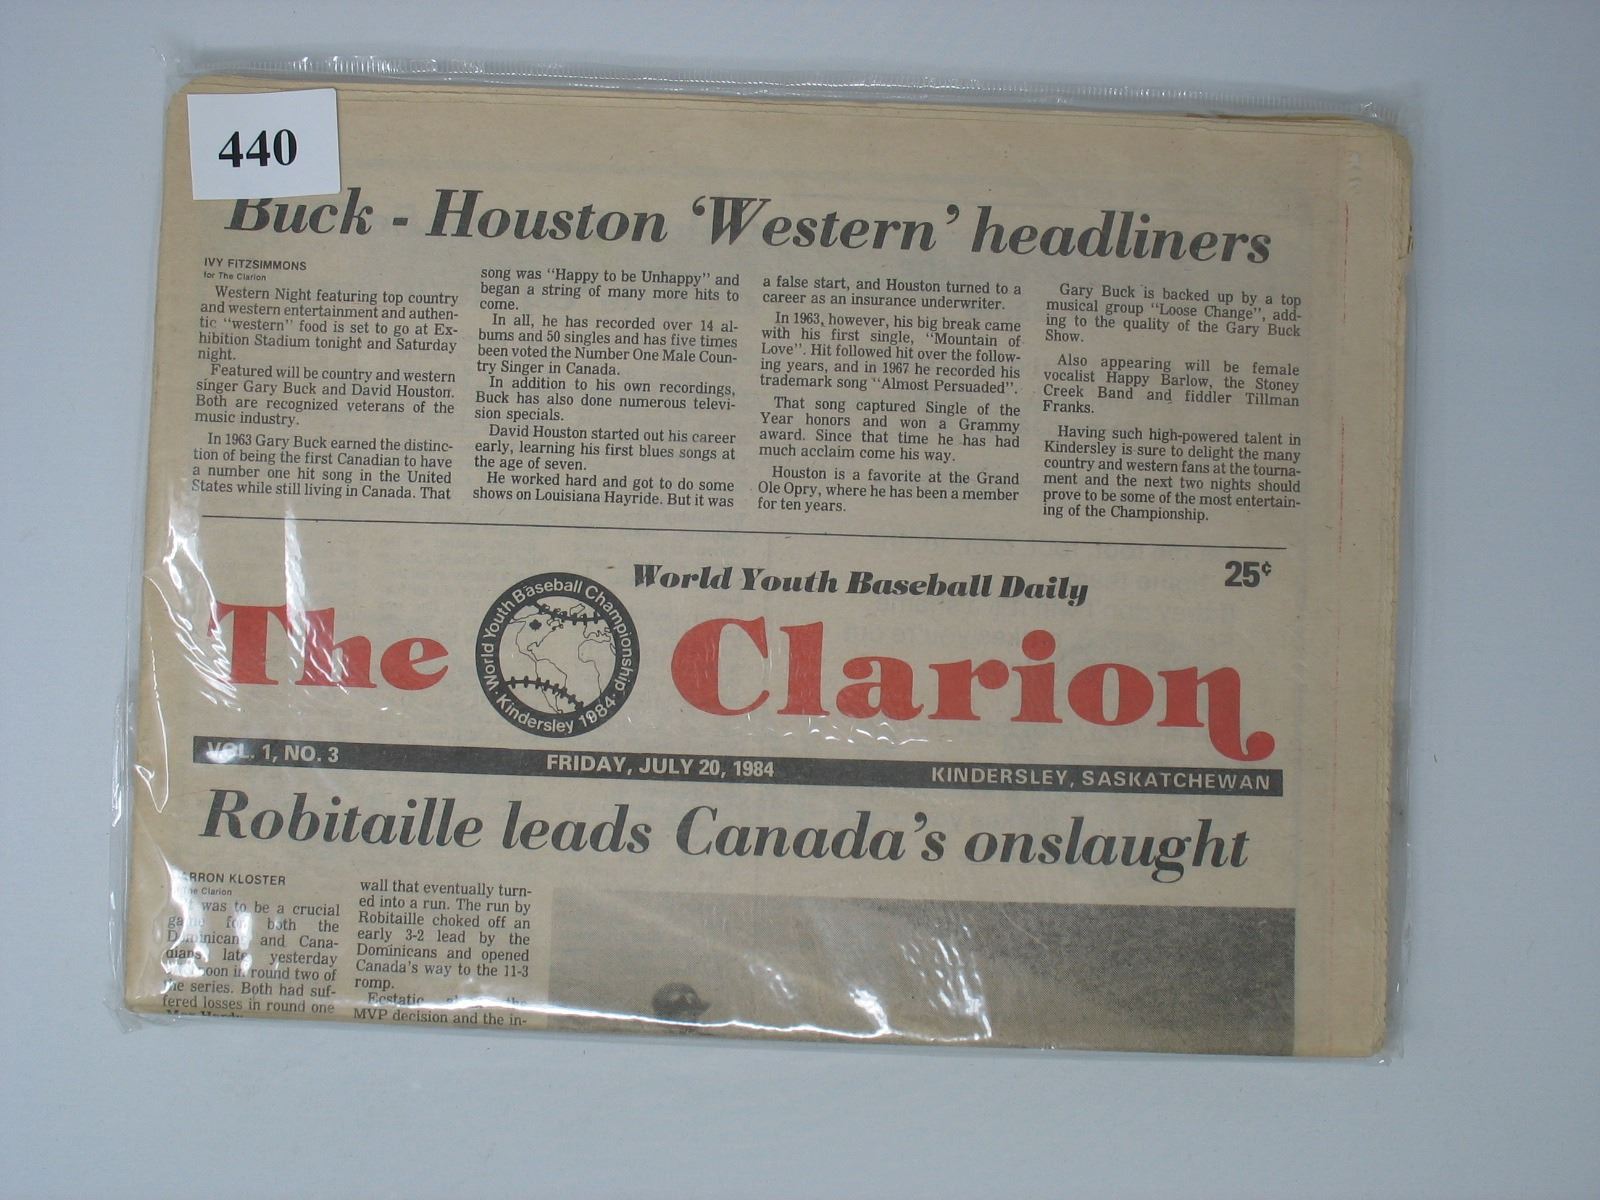 440
Buck - Houston ‘Western’ headliners
IVY FITZSIMMONS
for The Clarion
Western Night featuring top country
and western entertainment and authen-
tic “western” food is set to go at Ex-
hibition Stadium tonight and Saturday
night.
Featured will be country and western
singer Gary Buck and David Houston.
Both are recognized veterans of the
music industry.
In 1963 Gary Buck earned the distinc-
tion of being the first Canadian to have
a number one hit song in the United
States while still living in Canada. That
song was “Happy to be Unhappy” and
began a string of many more hits to
come.
In all, he has recorded over 14 al-
bums and 50 singles and has five times
been voted the Number One Male Coun-
try Singer in Canada.
In addition to his own recordings,
Buck has also done numerous televi-
sion specials.
David Houston started out his career
early, learning his first blues songs at
the age of seven.
He worked hard and got to do some
shows on Louisiana Hayride. But it was
a false start, and Houston turned to a
career as an insurance underwriter.
In 1963, however, his big break came
with his first single, “Mountain of
Love”. Hit followed hit over the follow-
ing years, and in 1967 he recorded his
trademark song “Almost Persuaded”.
That song captured Single of the
Year honors and won a Grammy
award. Since that time he has had
much acclaim come his way.
Houston is a favorite at the Grand
Ole Opry, where he has been a member
for ten years.
Gary Buck is backed up by a top
musical group “Loose Change”, add-
ing to the quality of the Gary Buck
Show.
Also appearing will be female
vocalist Happy Barlow, the Stoney
Creek Band and fiddler Tillman
Franks.
Having such high-powered talent in
Kindersley is sure to delight the many
country and western fans at the tourna-
ment and the next two nights should
prove to be some of the most entertain-
ing of the Championship.
World Youth Baseball Daily
25¢
The Clarion
World Youth Baseball Championship
Kindersley 1984
VOL. 1, NO. 3
FRIDAY, JULY 20, 1984
KINDERSLEY, SASKATCHEWAN
Robitaille leads Canada’s onslaught
KLOSTER
The Clarion
was to be a crucial
game for both the
Dominicans and Cana-
dians late yesterday
in round two of
the series. Both had suf-
fered losses in round one
wall that eventually turn-
ed into a run. The run by
Robitaille choked off an
early 3-2 lead by the
Dominicans and opened
Canada’s way to the 11-3
romp.
Ecstatic the
MVP decision and the in-